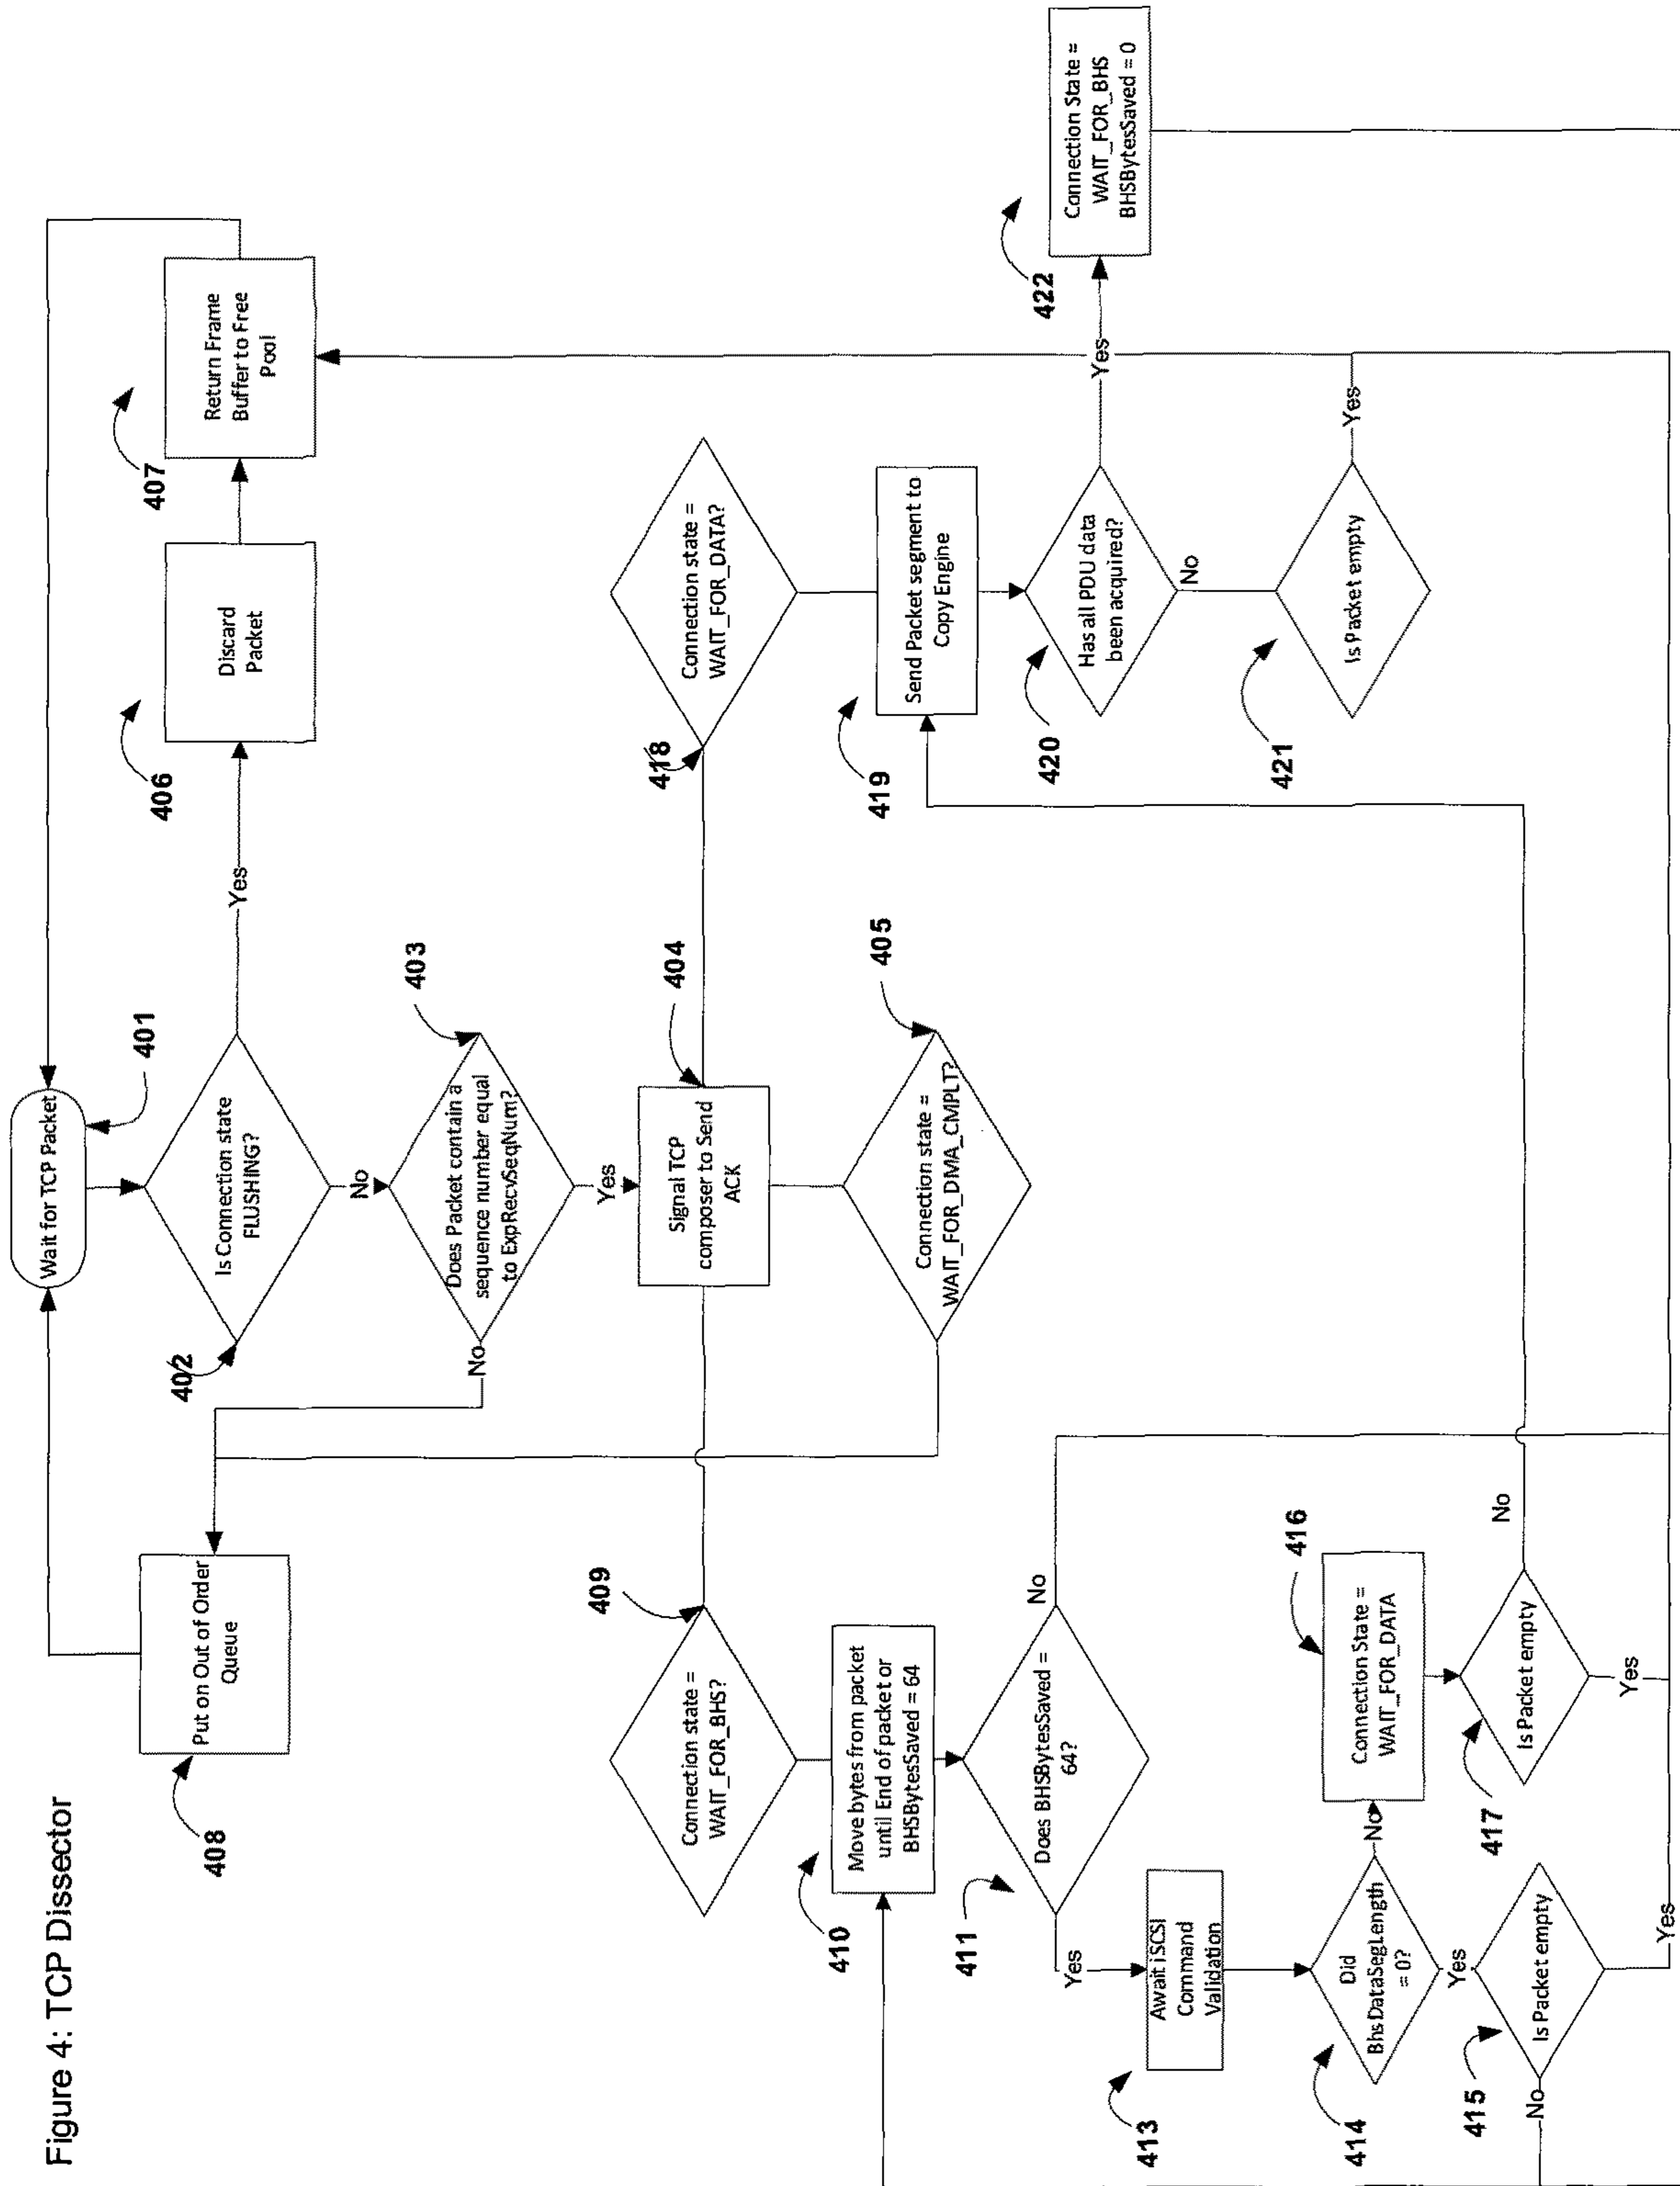 Figure 4: TCP Dissector
Wait for TCP Packet
401
Is Connection state
FLUSHING?
402
Yes
No
Discard
Packet
406
Return Frame
Buffer to Free
Pool
407
Does Packet contain a
sequence number equal
to ExpRecvSeqNum?
403
No
Yes
Put on Out of Order
Queue
408
Signal TCP
composer to Send
ACK
404
Connection state =
WAIT_FOR_DMA_CMPLT?
405
Connection state =
WAIT_FOR_BHS?
409
Move bytes from packet
until End of packet or
BHSBytesSaved = 64
410
Does BHSBytesSaved =
64?
411
Yes
No
Await iSCSI
Command
Validation
413
Did
BhsDataSegLength
= 0?
414
No
Yes
Is Packet empty
415
No
Yes
Connection State =
WAIT_FOR_DATA
416
Is Packet empty
417
No
Yes
Connection state =
WAIT_FOR_DATA?
418
Send Packet segment to
Copy Engine
419
Has all PDU data
been acquired?
420
Yes
No
Is Packet empty
421
Yes
Connection State =
WAIT_FOR_BHS
BHSBytesSaved = 0
422